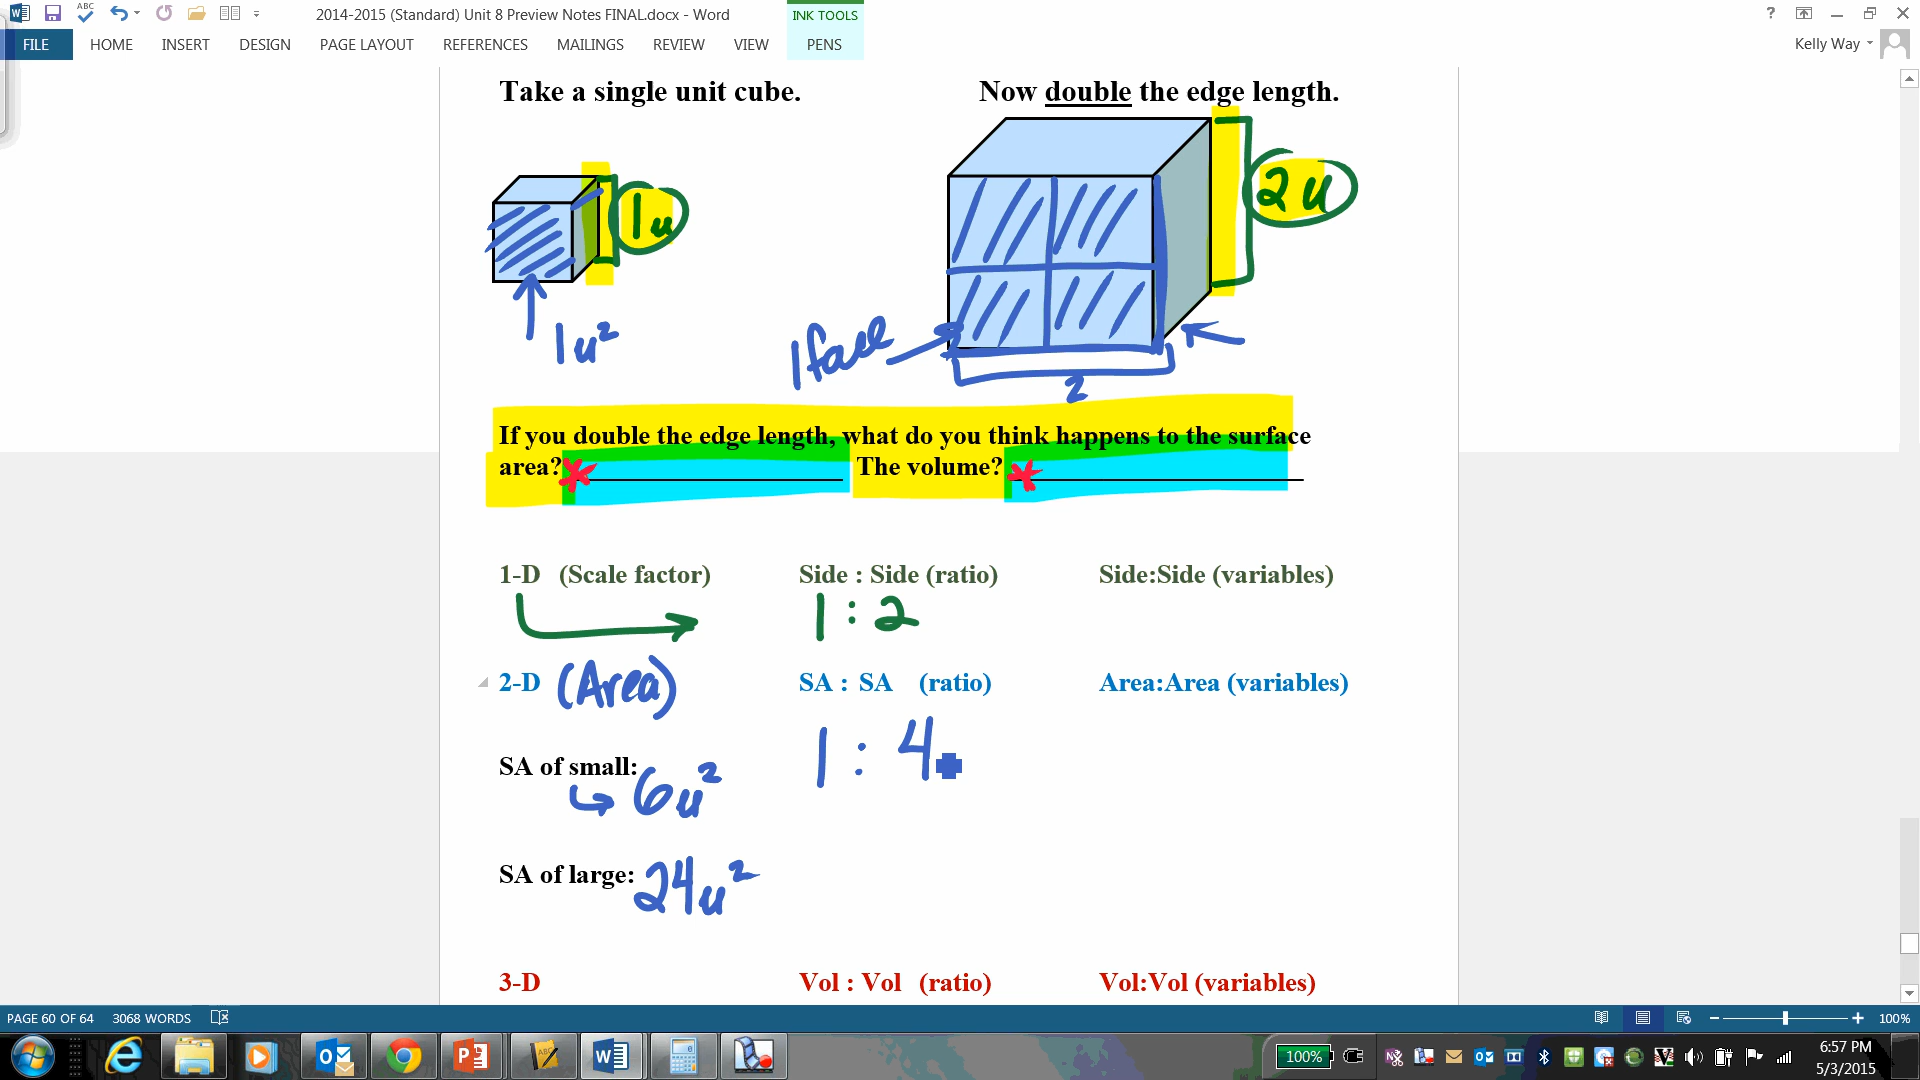 2014-2015 (Standard) Unit 8 Preview Notes FINAL.docx - Word
INK TOOLS
FILE HOME INSERT DESIGN PAGE LAYOUT REFERENCES MAILINGS REVIEW VIEW PENS
Kelly Way
Take a single unit cube. Now double the edge length.
1u
2u
1u²
1 face
2
If you double the edge length, what do you think happens to the surface
area? The volume?
1-D (Scale factor) Side : Side (ratio) Side:Side (variables)
1 : 2
2-D (Area) SA : SA (ratio) Area:Area (variables)
1 : 4
SA of small: 6u²
SA of large: 24u²
3-D Vol : Vol (ratio) Vol:Vol (variables)
PAGE 60 OF 64 3068 WORDS 100%
100%
6:57 PM
5/3/2015